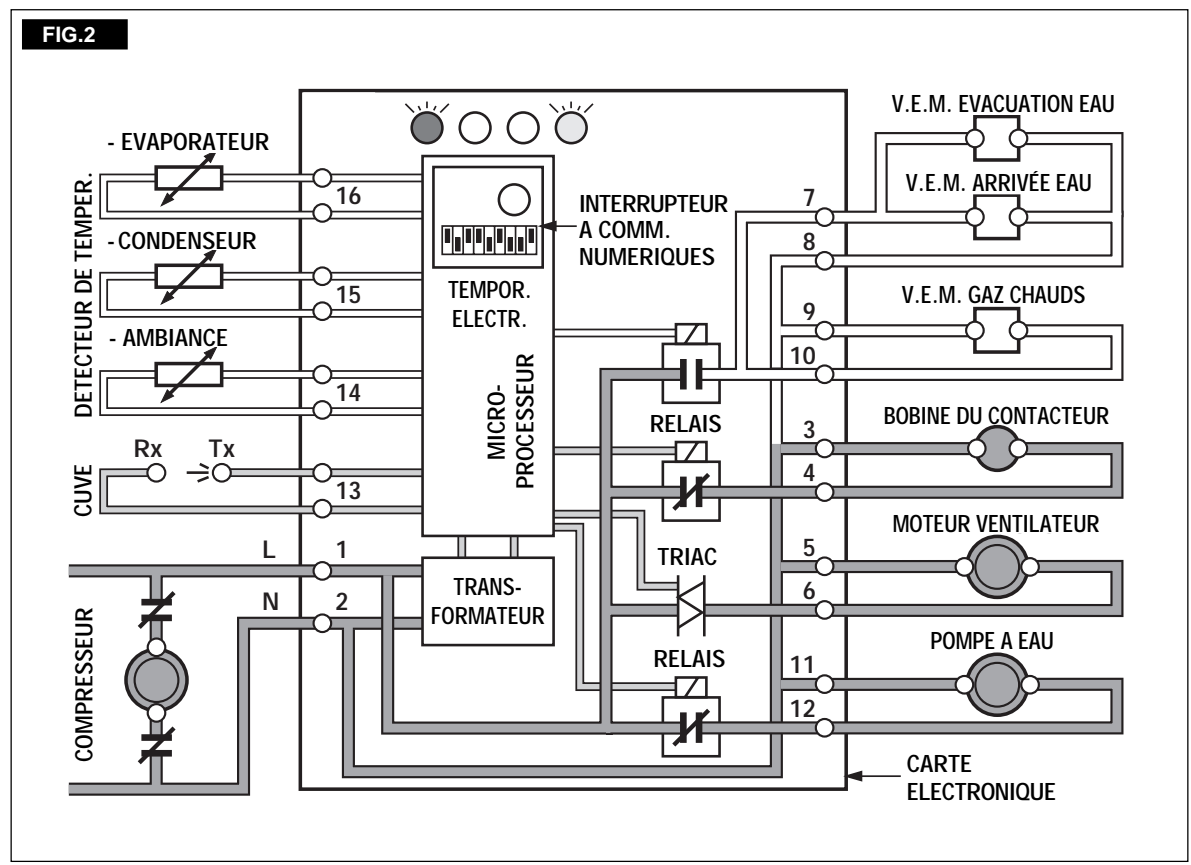 FIG.2
V.E.M. EVACUATION EAU
- EVAPORATEUR
16
INTERRUPTEUR
A COMM.
NUMERIQUES
7
V.E.M. ARRIVÉE EAU
DETECTEUR DE TEMPER.
- CONDENSEUR
15
8
TEMPOR.
ELECTR.
V.E.M. GAZ CHAUDS
9
10
- AMBIANCE
14
MICRO-
PROCESSEUR
RELAIS
BOBINE DU CONTACTEUR
3
4
CUVE
Rx
Tx
13
MOTEUR VENTILATEUR
5
6
L
1
TRIAC
N
2
TRANS-
FORMATEUR
COMPRESSEUR
RELAIS
POMPE A EAU
11
12
CARTE
ELECTRONIQUE